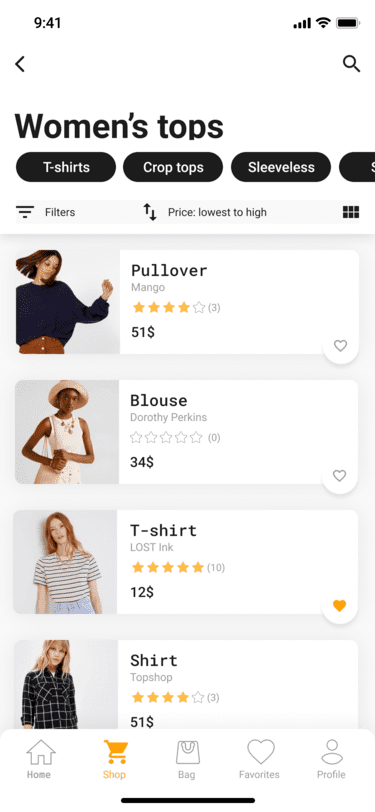 9:41
Women's tops
T-shirts Crop tops Sleeveless
Filters Price: lowest to high
Pullover
Mango
(3)
51$
Blouse
Dorothy Perkins
(0)
34$
T-shirt
LOST Ink
(10)
12$
Shirt
Topshop
(3)
51$
Home Shop Bag Favorites Profile